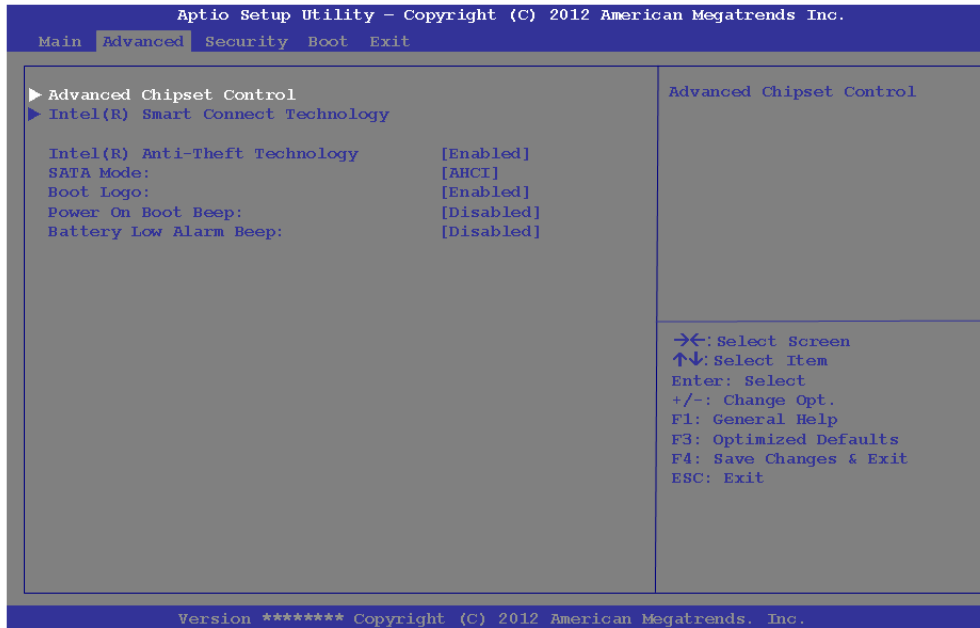 Aptio Setup Utility – Copyright (C) 2012 American Megatrends Inc.
Main Advanced Security Boot Exit
▶ Advanced Chipset Control
▶ Intel(R) Smart Connect Technology
Intel(R) Anti-Theft Technology [Enabled]
SATA Mode: [AHCI]
Boot Logo: [Enabled]
Power On Boot Beep: [Disabled]
Battery Low Alarm Beep: [Disabled]
Advanced Chipset Control
→←: Select Screen
↑↓: Select Item
Enter: Select
+/-: Change Opt.
F1: General Help
F3: Optimized Defaults
F4: Save Changes & Exit
ESC: Exit
Version ******** Copyright (C) 2012 American Megatrends. Inc.